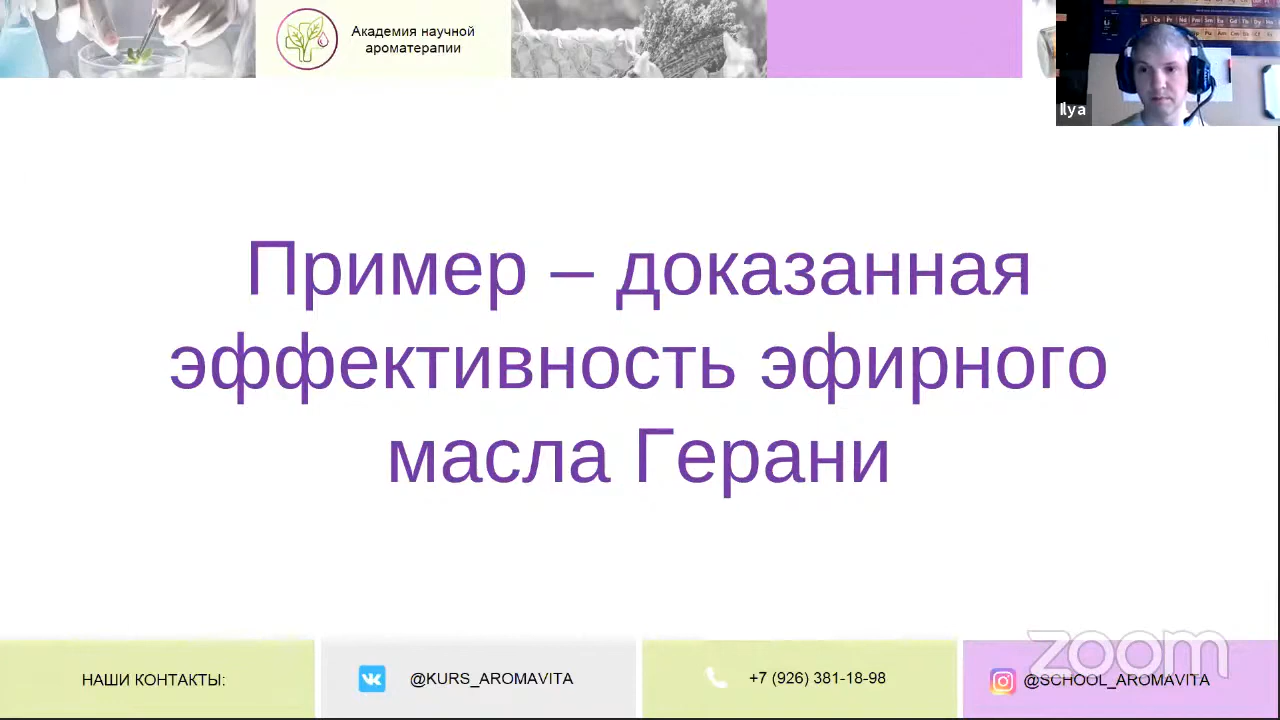 Академия научной
ароматерапии
Ilya
Пример – доказанная
эффективность эфирного
масла Герани
zoom
НАШИ КОНТАКТЫ:
@KURS_AROMAVITA
+7 (926) 381-18-98
@SCHOOL_AROMAVITA